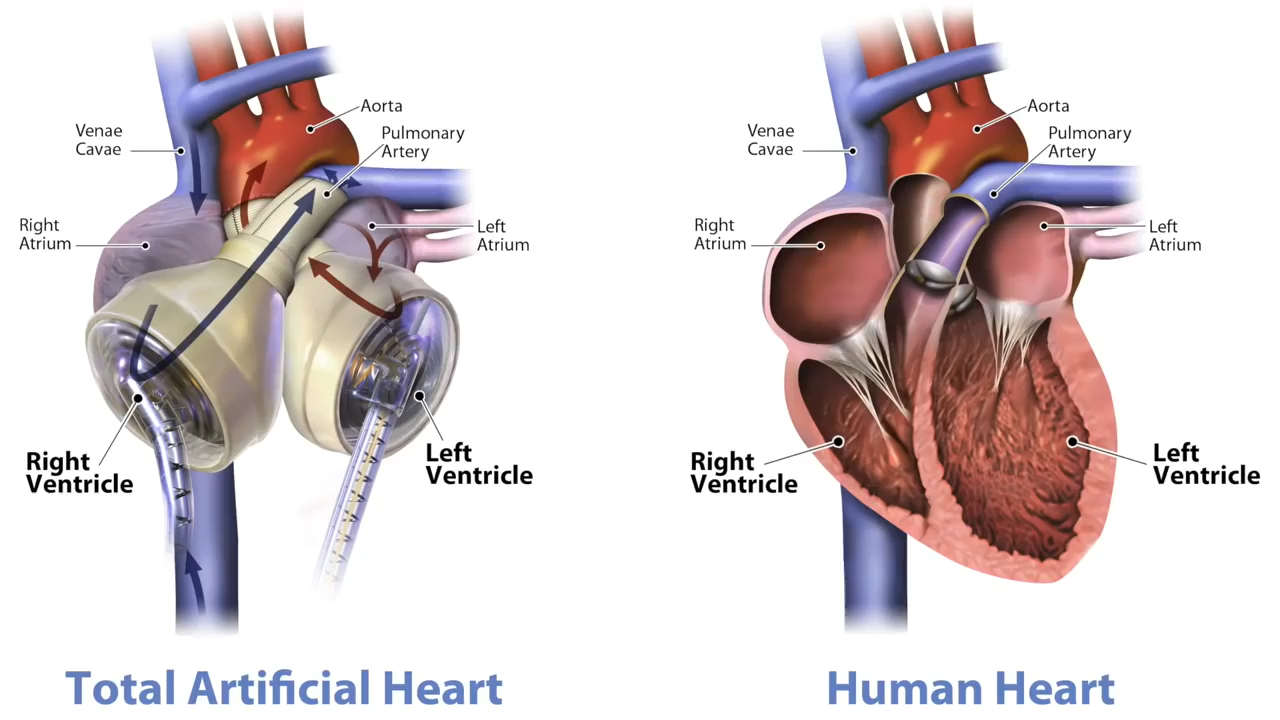 Aorta
Pulmonary
Artery
Venae
Cavae
Right
Atrium
Left
Atrium
Right
Ventricle
Left
Ventricle
Total Artificial Heart
Aorta
Pulmonary
Artery
Venae
Cavae
Right
Atrium
Left
Atrium
Right
Ventricle
Left
Ventricle
Human Heart